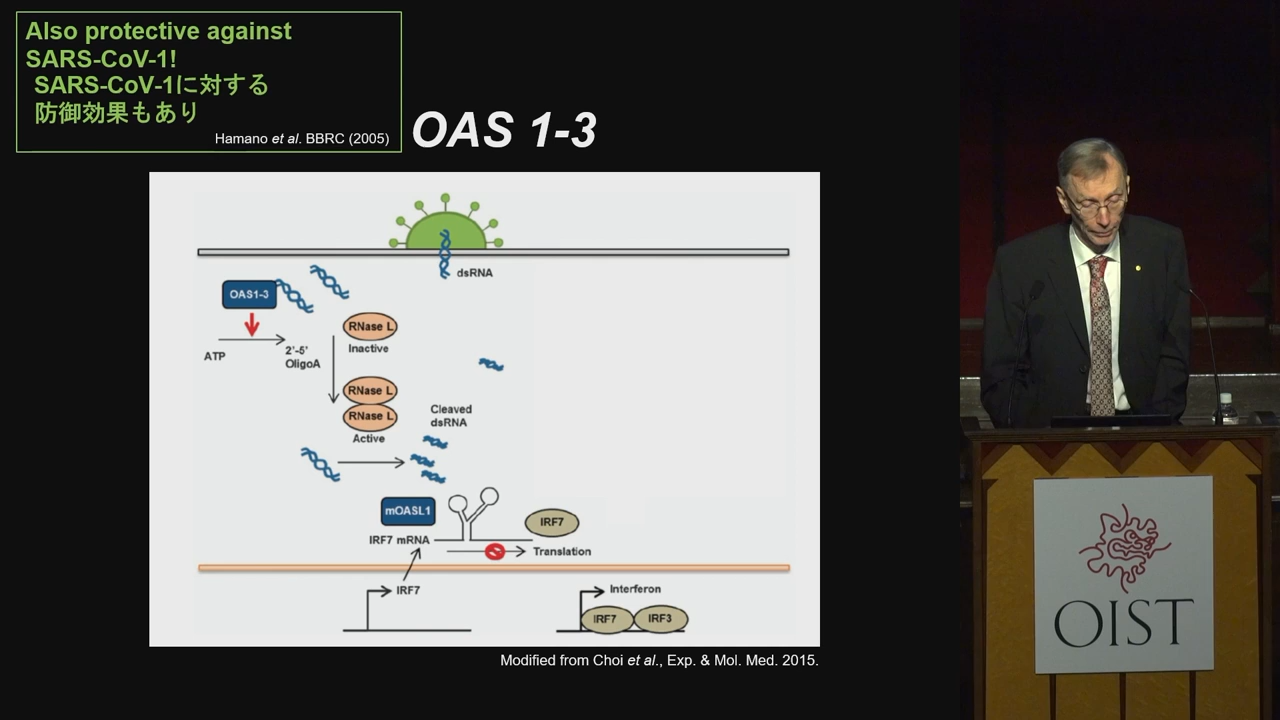 Also protective against
SARS-CoV-1!
SARS-CoV-1に対する
防御効果もあり
Hamano et al. BBRC (2005)
OAS 1-3
dsRNA
OAS1-3
ATP
2'-5'
OligoA
RNase L
Inactive
RNase L
RNase L
Active
Cleaved
dsRNA
mOASL1
IRF7 mRNA
IRF7
Translation
IRF7
Interferon
IRF7
IRF3
Modified from Choi et al., Exp. & Mol. Med. 2015.
OIST